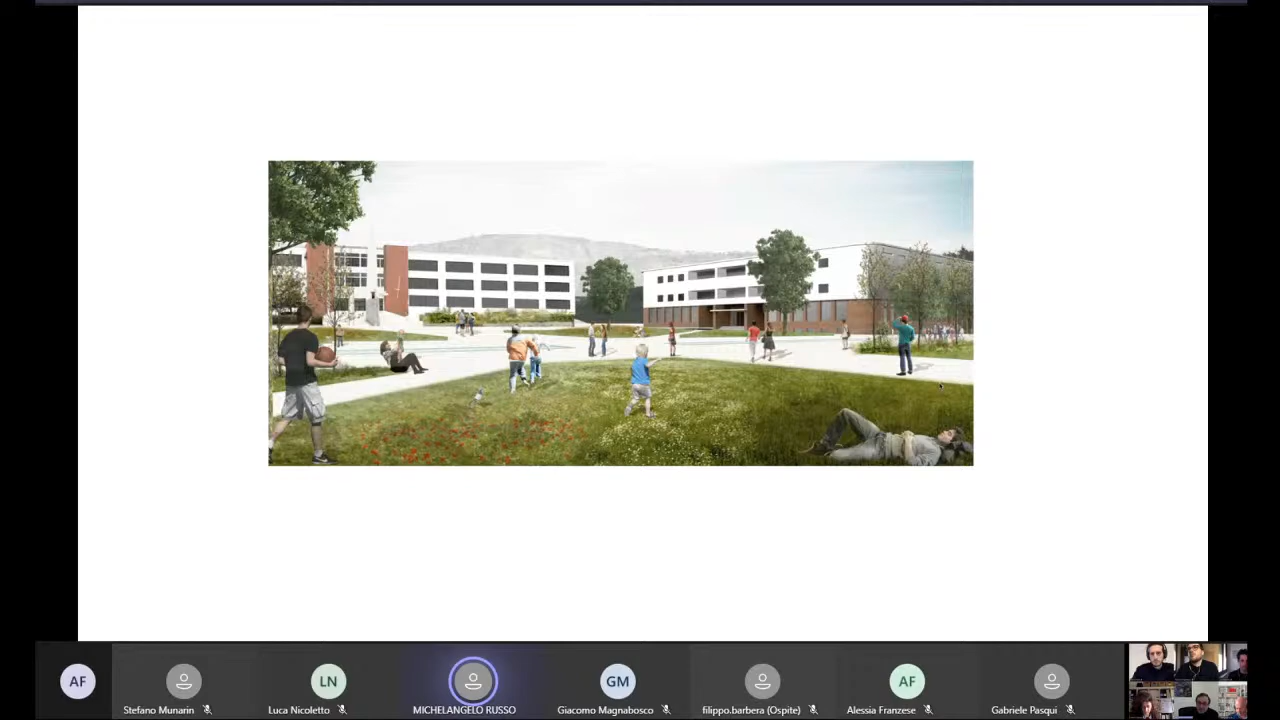 AF
Stefano Munarin
LN
Luca Nicoletto
MICHELANGELO RUSSO
GM
Giacomo Magnabosco
filippo.barbera (Ospite)
AF
Alessia Franzese
Gabriele Pasqui